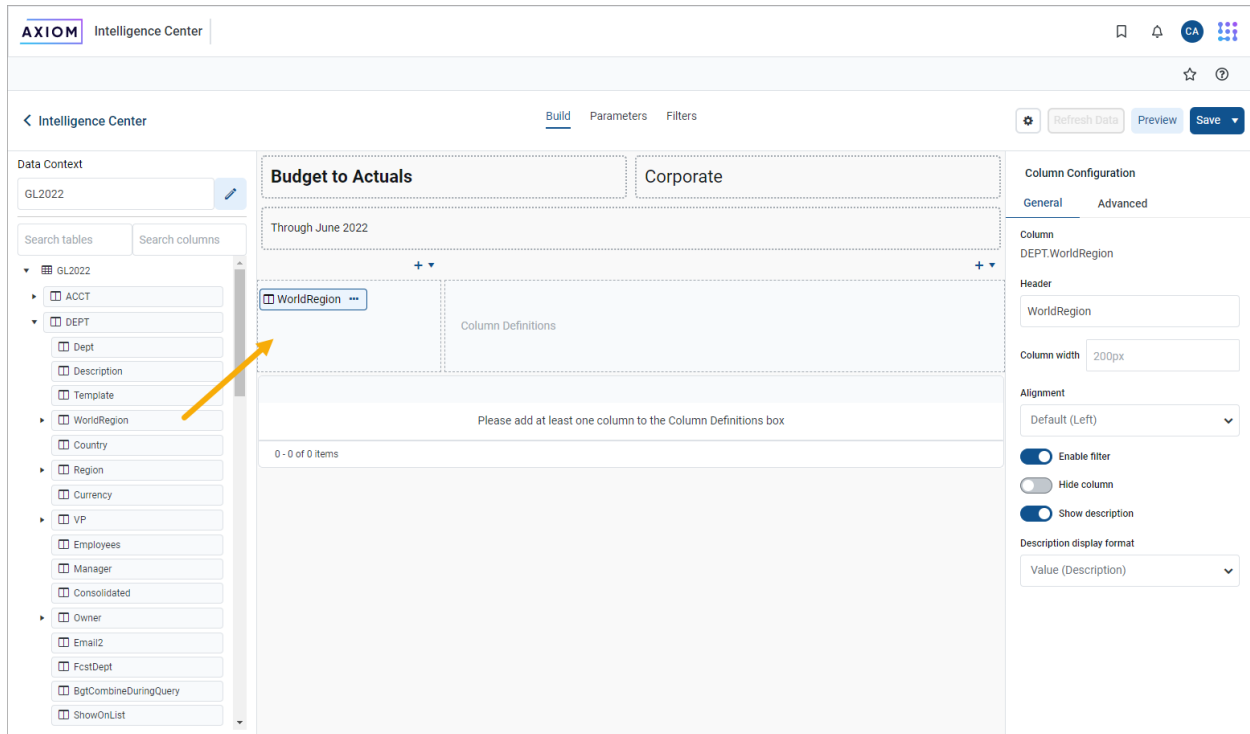 AXIOM Intelligence Center
CA
Intelligence Center
Build Parameters Filters
Refresh Data Preview Save
Data Context
GL2022
Search tables Search columns
GL2022
ACCT
DEPT
Dept
Description
Template
WorldRegion
Country
Region
Currency
VP
Employees
Manager
Consolidated
Owner
Email2
FcstDept
BgtCombineDuringQuery
ShowOnList
Budget to Actuals
Corporate
Through June 2022
WorldRegion
Column Definitions
Please add at least one column to the Column Definitions box
0 - 0 of 0 items
Column Configuration
General Advanced
Column
DEPT.WorldRegion
Header
WorldRegion
Column width 200px
Alignment
Default (Left)
Enable filter
Hide column
Show description
Description display format
Value (Description)